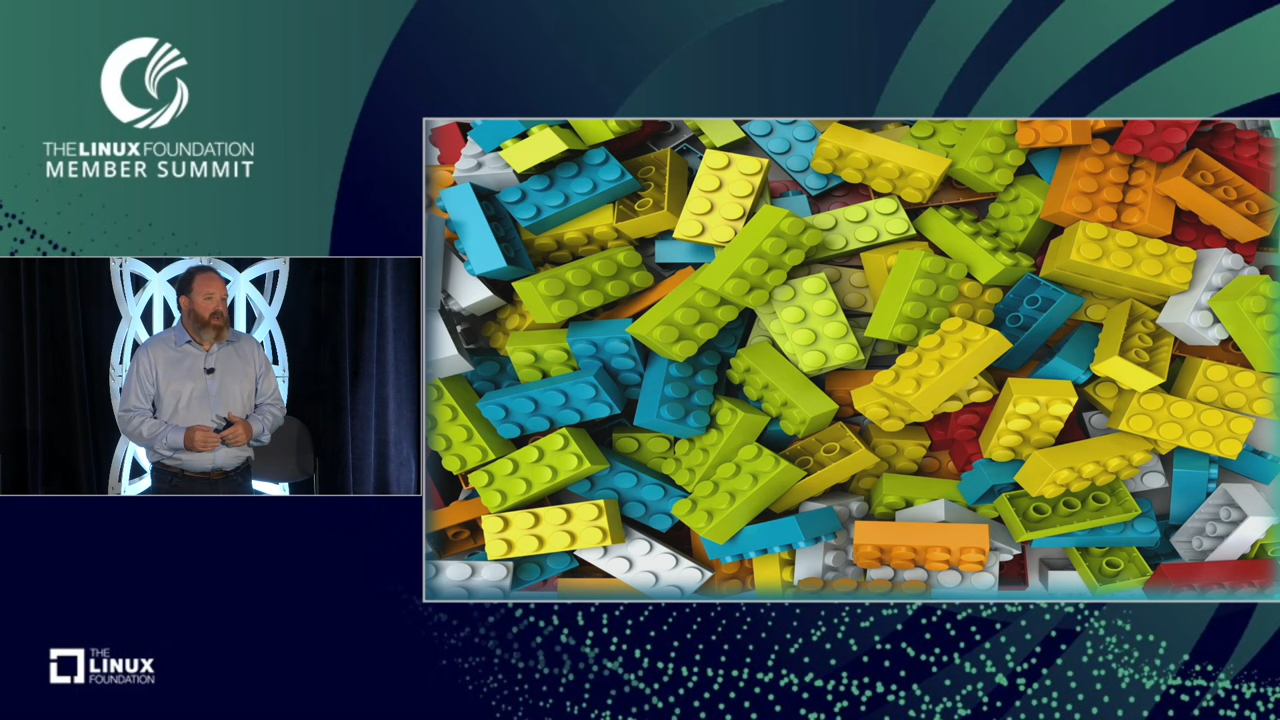 THE LINUX FOUNDATION
MEMBER SUMMIT
THE
LINUX
FOUNDATION